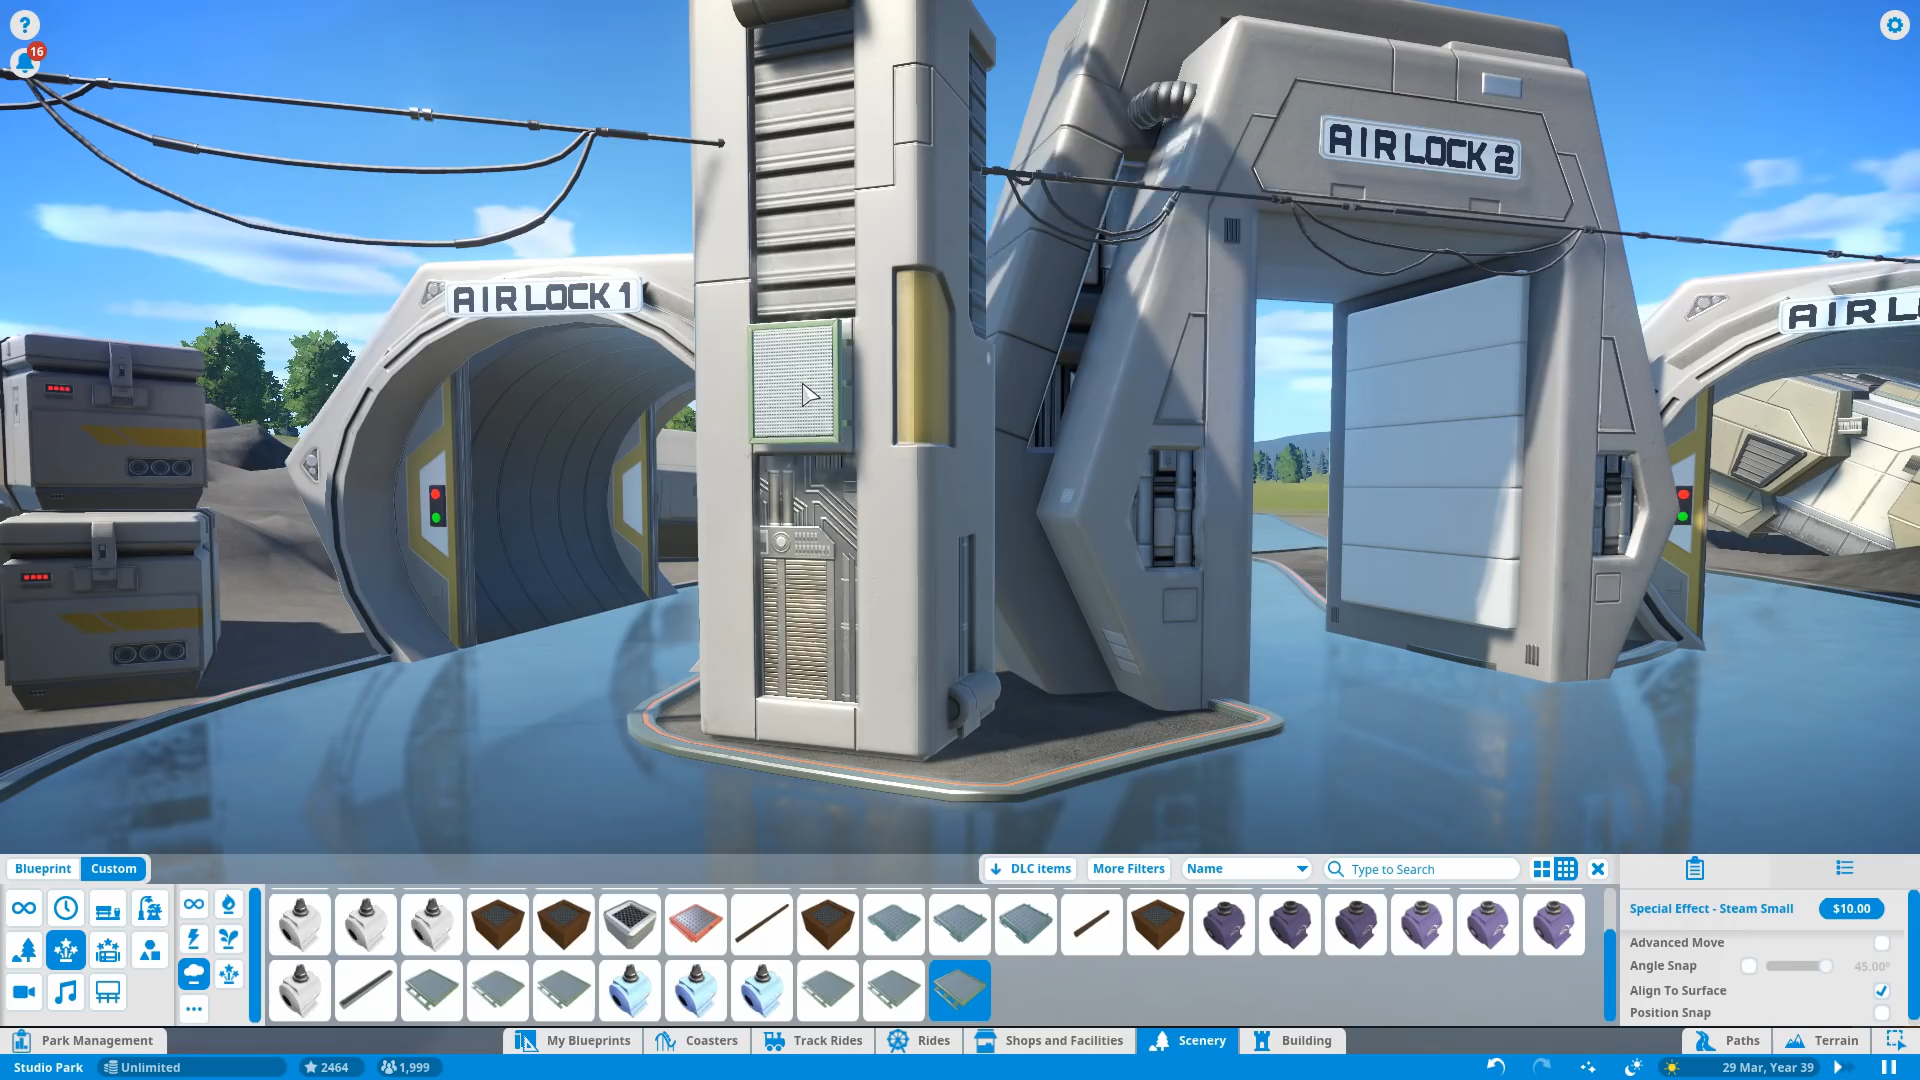 16
AIRLOCK 1
AIRLOCK 2
AIRL
Blueprint
Custom
DLC items
More Filters
Name
Type to Search
Special Effect - Steam Small
$10.00
Advanced Move
Angle Snap
45.00º
Align To Surface
Position Snap
Park Management
My Blueprints
Coasters
Track Rides
Rides
Shops and Facilities
Scenery
Building
Paths
Terrain
Studio Park
Unlimited
2464
1,999
29 Mar, Year 39